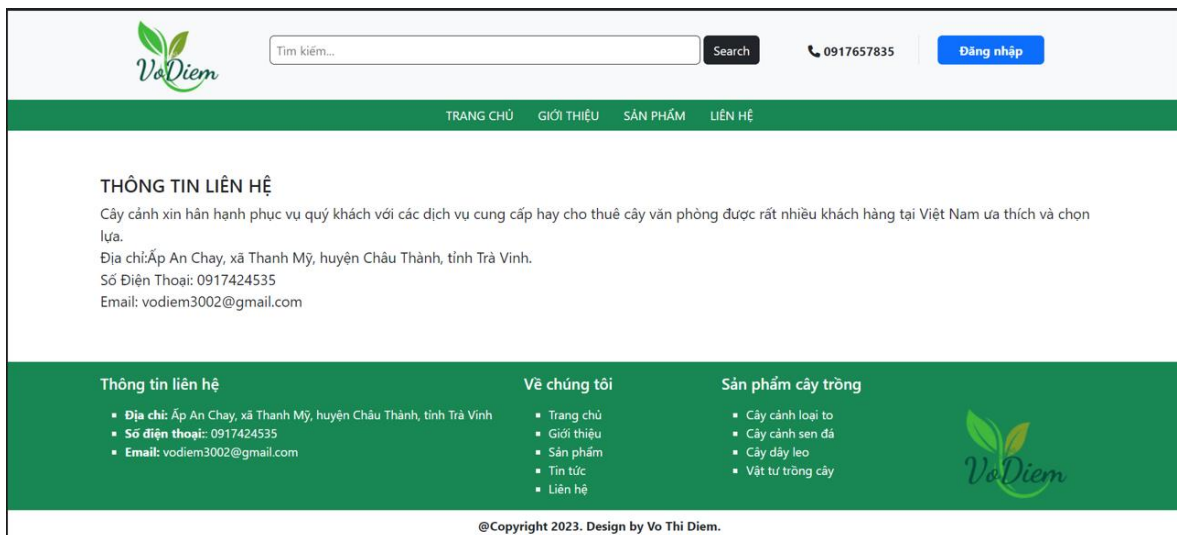 VoDiem
Tìm kiếm...
Search
0917657835
Đăng nhập
TRANG CHỦ GIỚI THIỆU SẢN PHẨM LIÊN HỆ
THÔNG TIN LIÊN HỆ
Cây cảnh xin hân hạnh phục vụ quý khách với các dịch vụ cung cấp hay cho thuê cây văn phòng được rất nhiều khách hàng tại Việt Nam ưa thích và chọn
lựa.
Địa chỉ:Ấp An Chay, xã Thanh Mỹ, huyện Châu Thành, tỉnh Trà Vinh.
Số Điện Thoại: 0917424535
Email: vodiem3002@gmail.com
Thông tin liên hệ
Địa chỉ: Ấp An Chay, xã Thanh Mỹ, huyện Châu Thành, tỉnh Trà Vinh
Số điện thoại:: 0917424535
Email: vodiem3002@gmail.com
Về chúng tôi
Trang chủ
Giới thiệu
Sản phẩm
Tin tức
Liên hệ
Sản phẩm cây trồng
Cây cảnh loại to
Cây cảnh sen đá
Cây dây leo
Vật tư trồng cây
VoDiem
@Copyright 2023. Design by Vo Thi Diem.